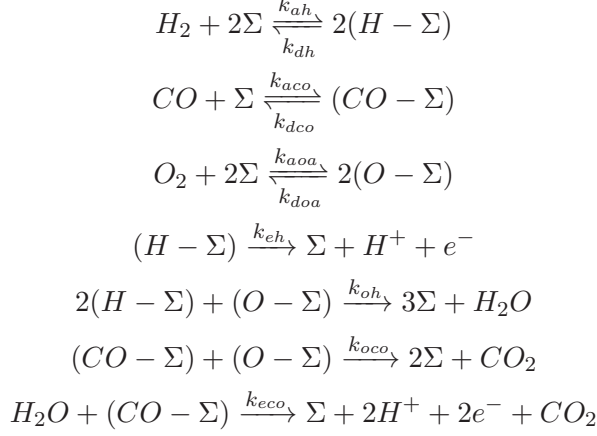 $H_2 + 2\Sigma \underset{k_{dh}}{\overset{k_{ah}}{\rightleftharpoons}} 2(H - \Sigma)$
$CO + \Sigma \underset{k_{dco}}{\overset{k_{aco}}{\rightleftharpoons}} (CO - \Sigma)$
$O_2 + 2\Sigma \underset{k_{doa}}{\overset{k_{aoa}}{\rightleftharpoons}} 2(O - \Sigma)$
$(H - \Sigma) \xrightarrow{k_{eh}} \Sigma + H^+ + e^-$
$2(H - \Sigma) + (O - \Sigma) \xrightarrow{k_{oh}} 3\Sigma + H_2O$
$(CO - \Sigma) + (O - \Sigma) \xrightarrow{k_{oco}} 2\Sigma + CO_2$
$H_2O + (CO - \Sigma) \xrightarrow{k_{eco}} \Sigma + 2H^+ + 2e^- + CO_2$